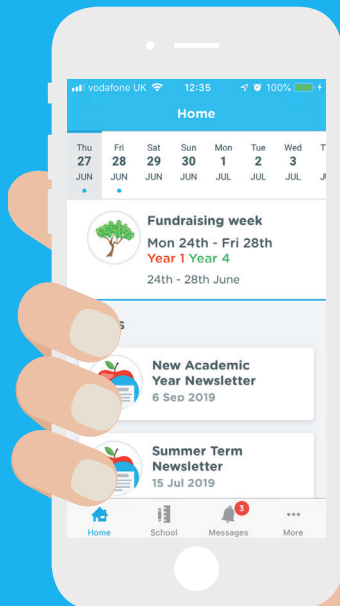 vodafone UK 12:35 100%
Home
Thu Fri Sat Sun Mon Tue Wed T
27 28 29 30 1 2 3
JUN JUN JUN JUN JUL JUL JUL
Fundraising week
Mon 24th - Fri 28th
Year 1 Year 4
24th - 28th June
s
New Academic
Year Newsletter
6 Sep 2019
Summer Term
Newsletter
15 Jul 2019
3
Home School Messages More